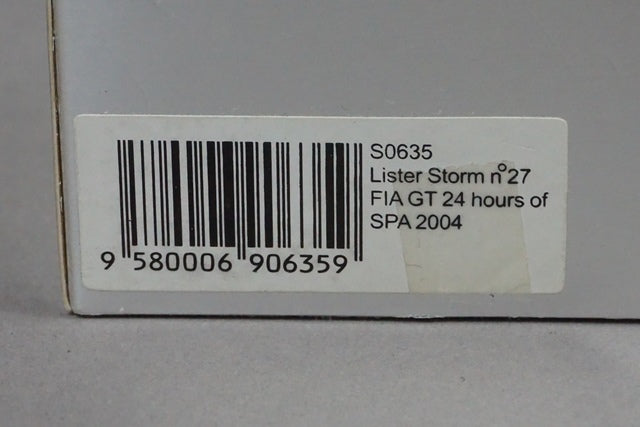 S0635
Lister Storm n°27
FIA GT 24 hours of
SPA 2004
9 580006 906359